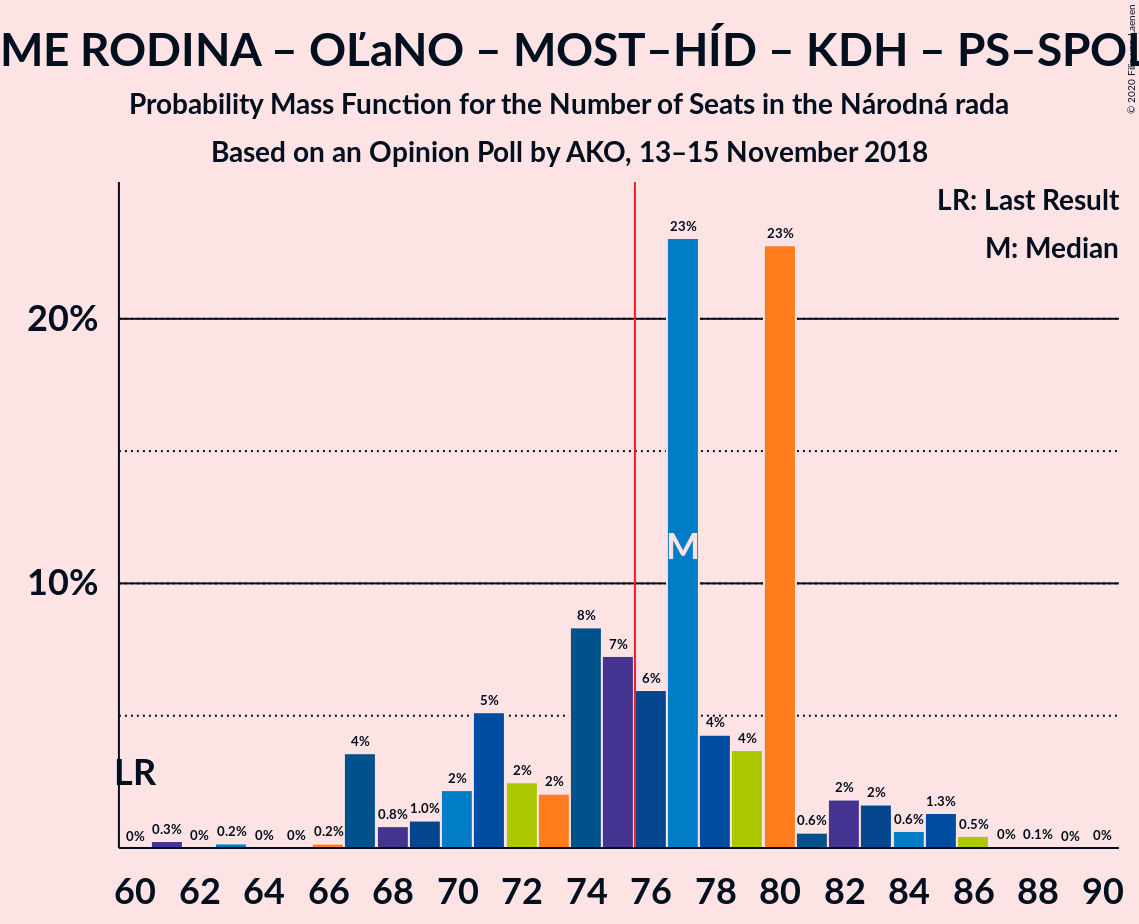 ME RODINA – OĽaNO – MOST–HÍD – KDH – PS–SPOL
Probability Mass Function for the Number of Seats in the Národná rada
Based on an Opinion Poll by AKO, 13–15 November 2018
© 2020 Filip van Laenen
LR: Last Result
M: Median
20%
10%
LR
M
0% 0.3% 0% 0.2% 0% 0% 0.2% 4% 0.8% 1.0% 2% 5% 2% 2% 8% 7% 6% 23% 4% 4% 23% 0.6% 2% 2% 0.6% 1.3% 0.5% 0% 0.1% 0% 0%
60 62 64 66 68 70 72 74 76 78 80 82 84 86 88 90